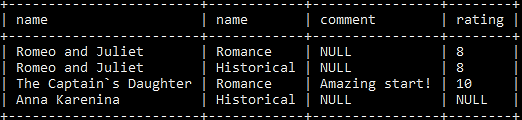 +------------------------+------------+----------------+--------+
| name                   | name       | comment        | rating |
+------------------------+------------+----------------+--------+
| Romeo and Juliet       | Romance    | NULL           | 8      |
| Romeo and Juliet       | Historical | NULL           | 8      |
| The Captain`s Daughter | Romance    | Amazing start! | 10     |
| Anna Karenina          | Historical | NULL           | NULL   |
+------------------------+------------+----------------+--------+